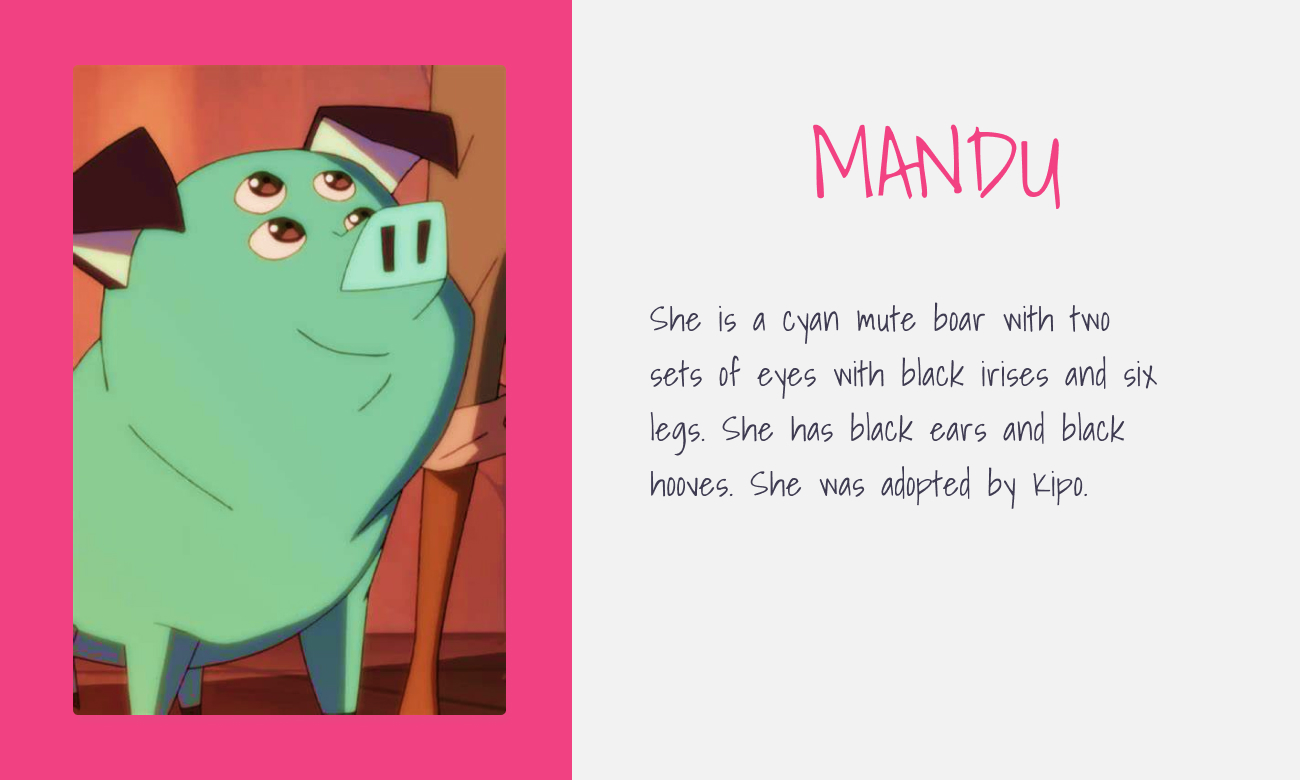 MANDU
She is a cyan mute boar with two
sets of eyes with black irises and six
legs. She has black ears and black
hooves. She was adopted by Kipo.